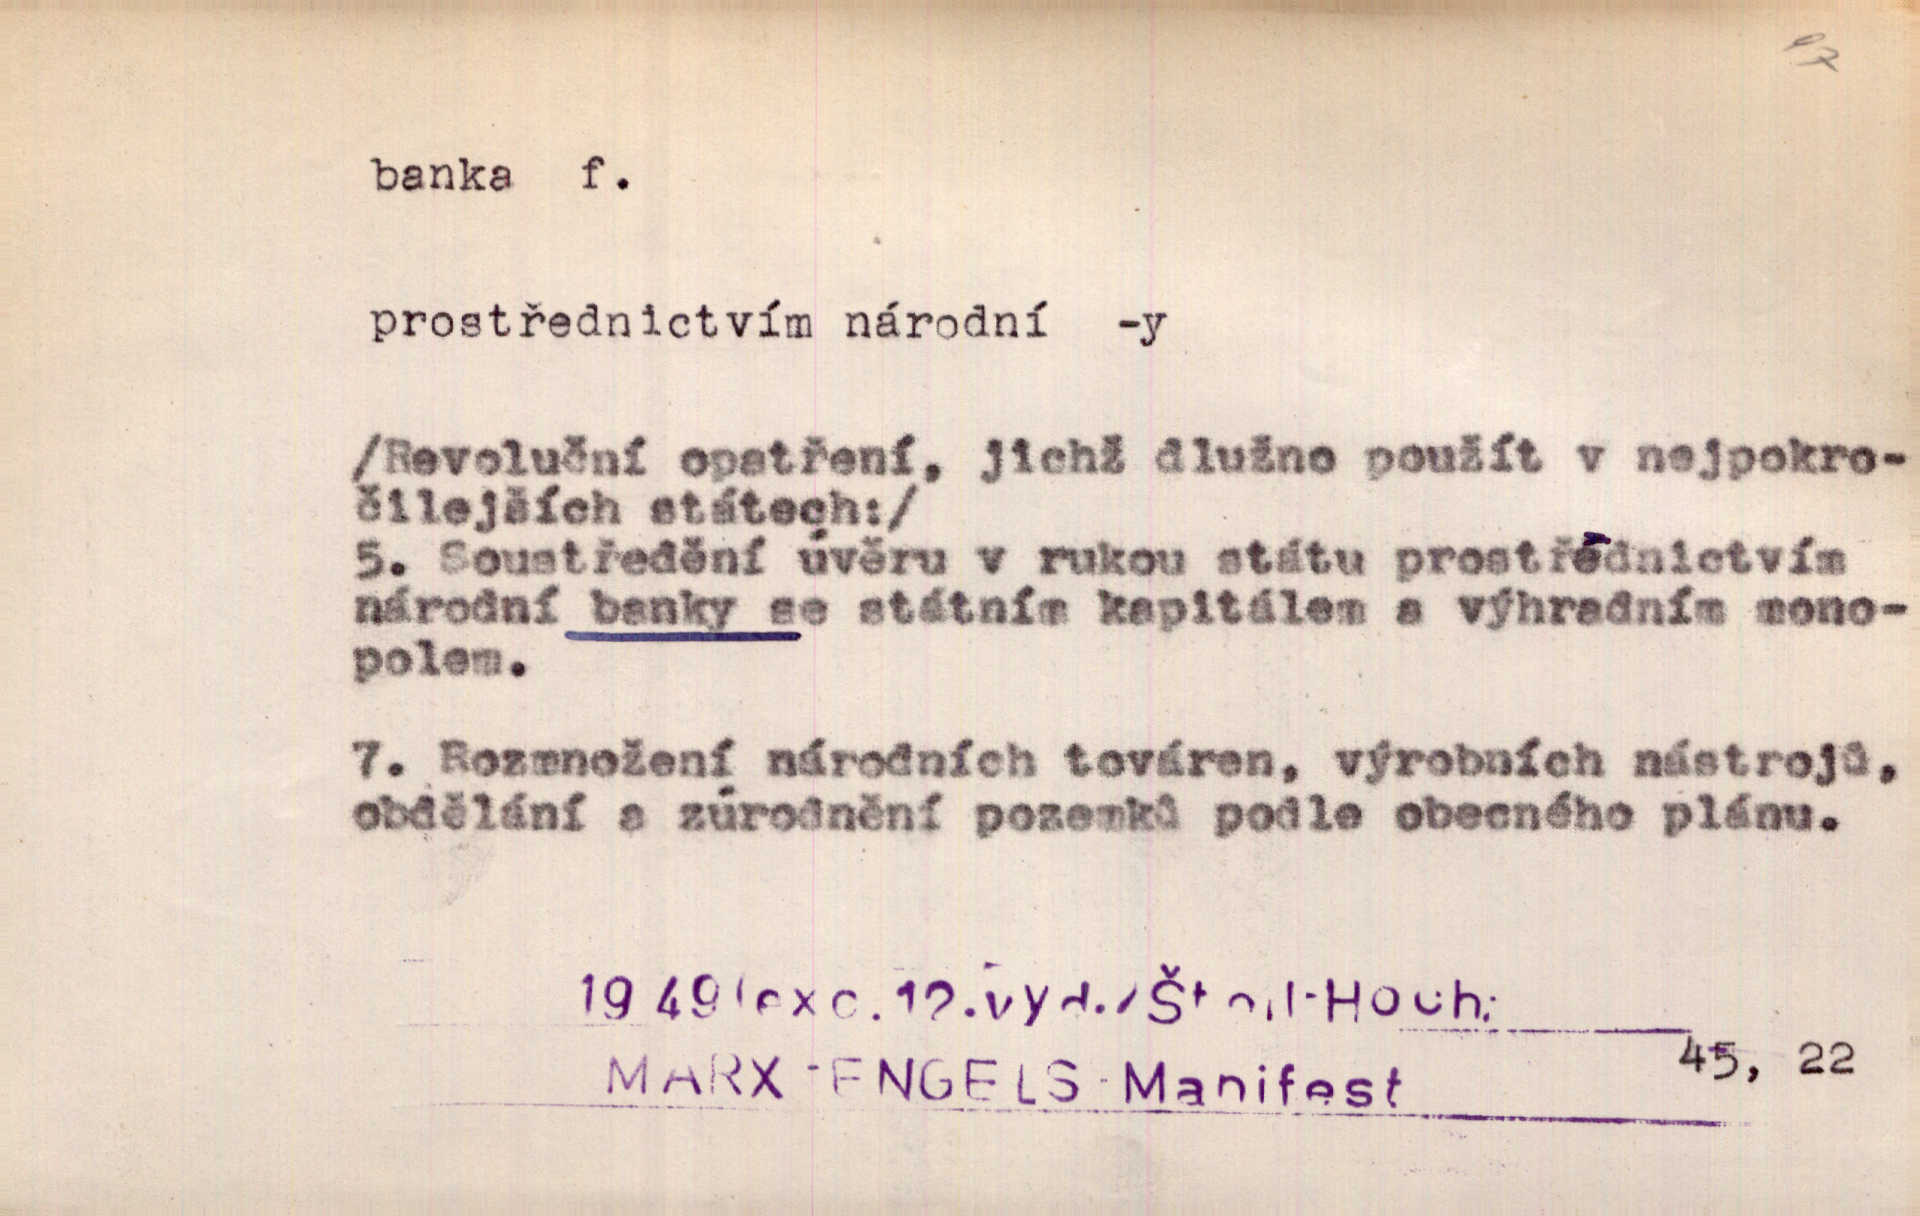 banka f.
prostřednictvím národní -y
/Revoluční opatření, jichž dlužno použít v nejpokro-
čilejších státech:/
5. Soustředění úvěru v rukou státu prostřednictvím
národní banky se státním kapitálem a výhradním mono-
polem.
7. Rozmnožení národních továren, výrobních nástrojů,
obdělání a zúrodnění pozemků podle obecného plánu.
1949 exc. 12. vyd. Štoll-Hoch:
MARX-ENGELS-Manifest
45, 22